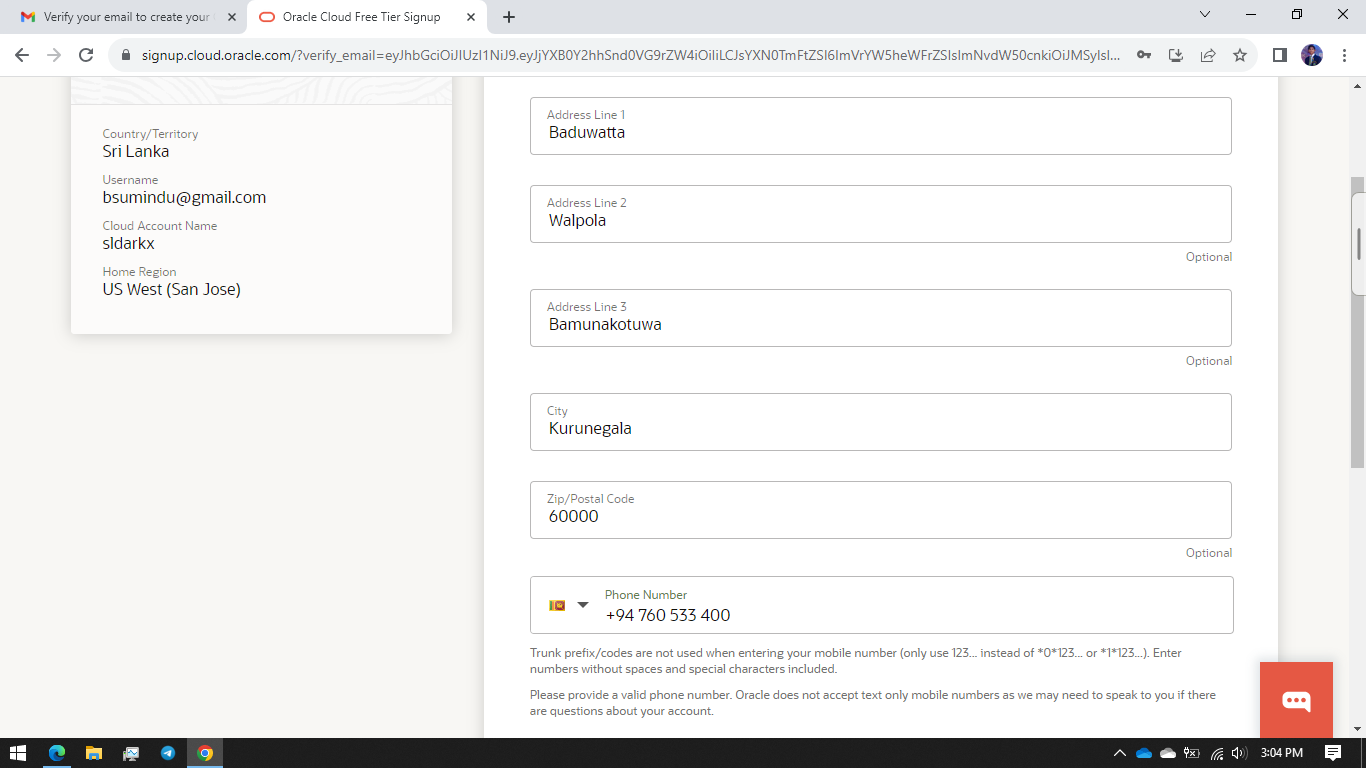 Verify your email to create your
Oracle Cloud Free Tier Signup
signup.cloud.oracle.com/?verify_email=eyJhbGciOiJIUzI1NiJ9.eyJjYXB0Y2hhSnd0VG9rZW4iOiIiLCJsYXN0TmFtZSI6ImVrYW5heWFrZSIsImNvdW50cnkiOiJMSyIsI...
Country/Territory
Sri Lanka
Username
bsumindu@gmail.com
Cloud Account Name
sldarkx
Home Region
US West (San Jose)
Address Line 1
Baduwatta
Address Line 2
Walpola
Optional
Address Line 3
Bamunakotuwa
Optional
City
Kurunegala
Zip/Postal Code
60000
Optional
Phone Number
+94 760 533 400
Trunk prefix/codes are not used when entering your mobile number (only use 123... instead of *0*123... or *1*123...). Enter
numbers without spaces and special characters included.
Please provide a valid phone number. Oracle does not accept text only mobile numbers as we may need to speak to you if there
are questions about your account.
3:04 PM